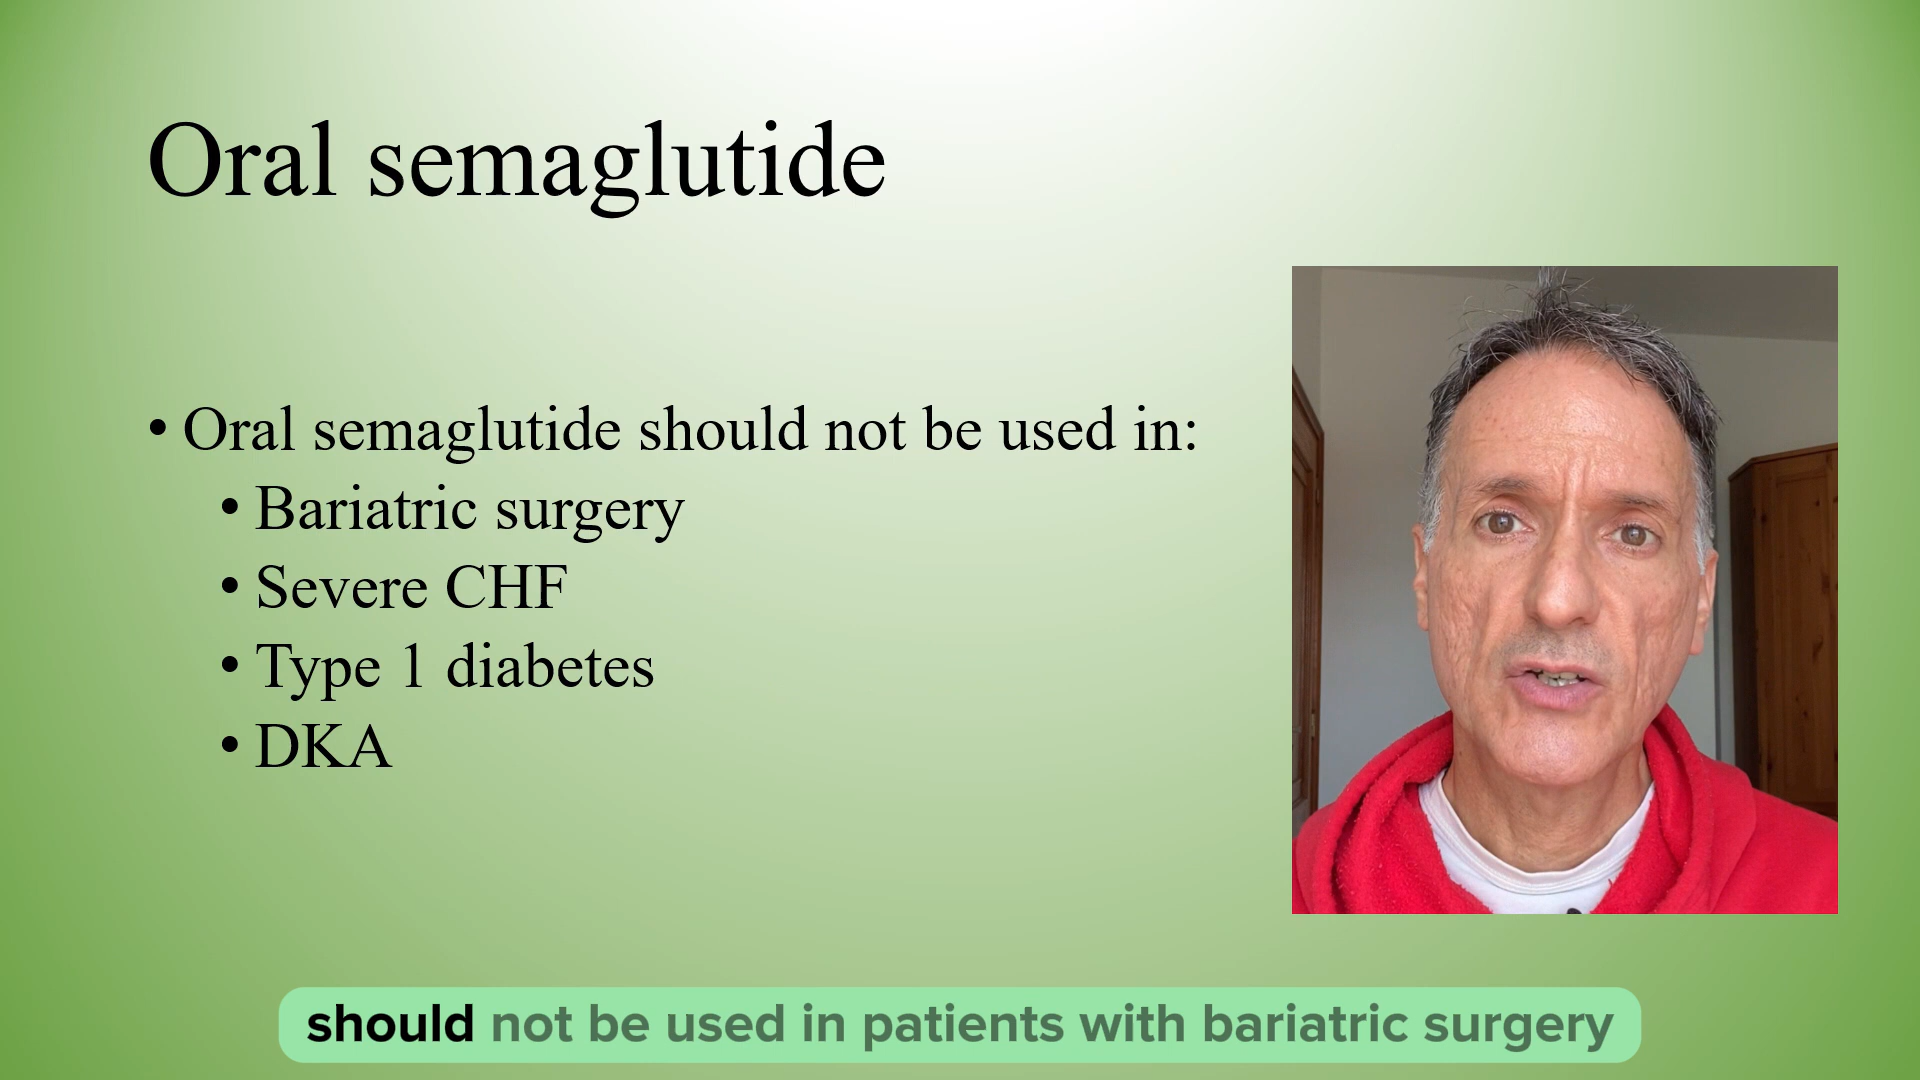 Oral semaglutide
• Oral semaglutide should not be used in:
• Bariatric surgery
• Severe CHF
• Type 1 diabetes
• DKA
should not be used in patients with bariatric surgery